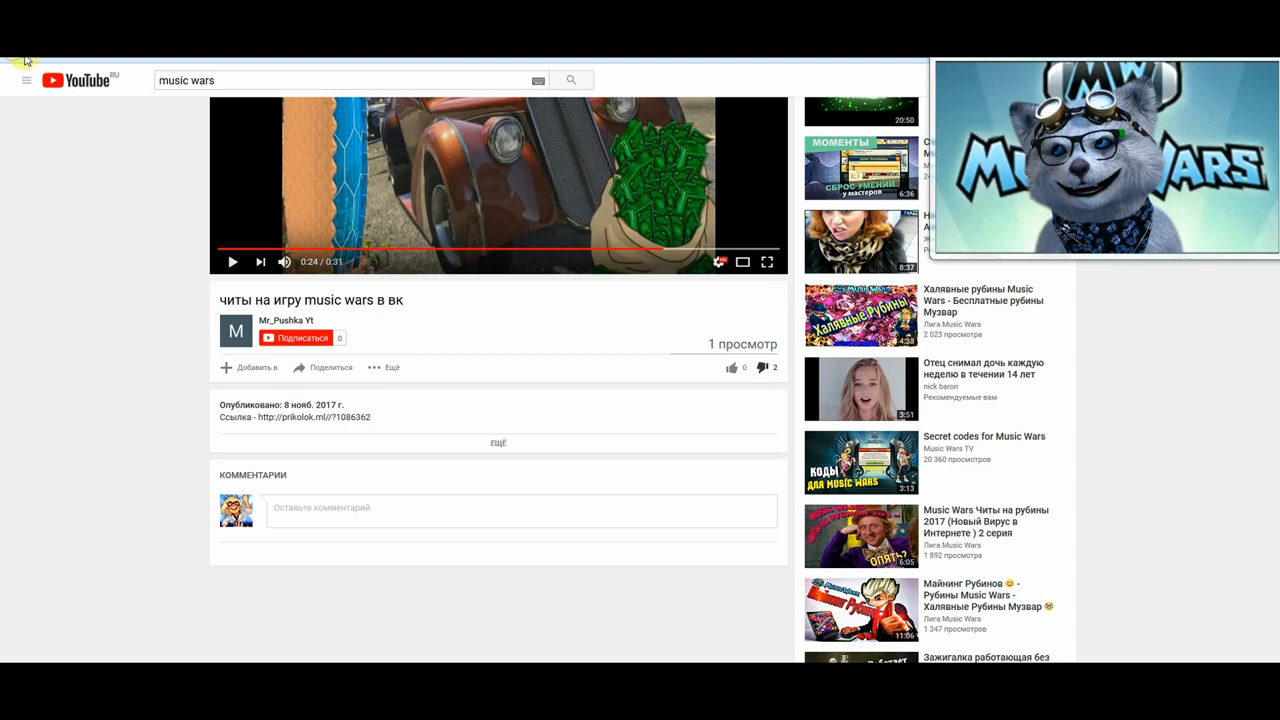 YouTube RU
music wars
0:24 / 0:31
читы на игру music wars в вк
M
Mr_Pushka Yt
Подписаться 0
1 просмотр
Добавить в
Поделиться
Ещё
0
2
Опубликовано: 8 нояб. 2017 г.
Ссылка - http://prikolok.ml//?1086362
ЕЩЁ
КОММЕНТАРИИ
Оставьте комментарий
MW
MU WARS
20:50
МОМЕНТЫ
СБРОС УМЕНИЙ
у мастеров
6:36
8:37
Халявные Рубины
4:38
Халявные рубины Music
Wars - Бесплатные рубины
Музвар
Лига Music Wars
2 023 просмотра
3:51
Отец снимал дочь каждую
неделю в течении 14 лет
nick baron
Рекомендуемые вам
КОДЫ
ДЛЯ MUSIC WARS
3:13
Secret codes for Music Wars
Music Wars TV
20 360 просмотров
ОПЯТЬ?
6:05
Music Wars Читы на рубины
2017 (Новый Вирус в
Интернете ) 2 серия
Лига Music Wars
1 892 просмотра
11:06
Майнинг Рубинов 😊 -
Рубины Music Wars -
Халявные Рубины Музвар
Лига Music Wars
1 347 просмотров
Зажигалка работающая без